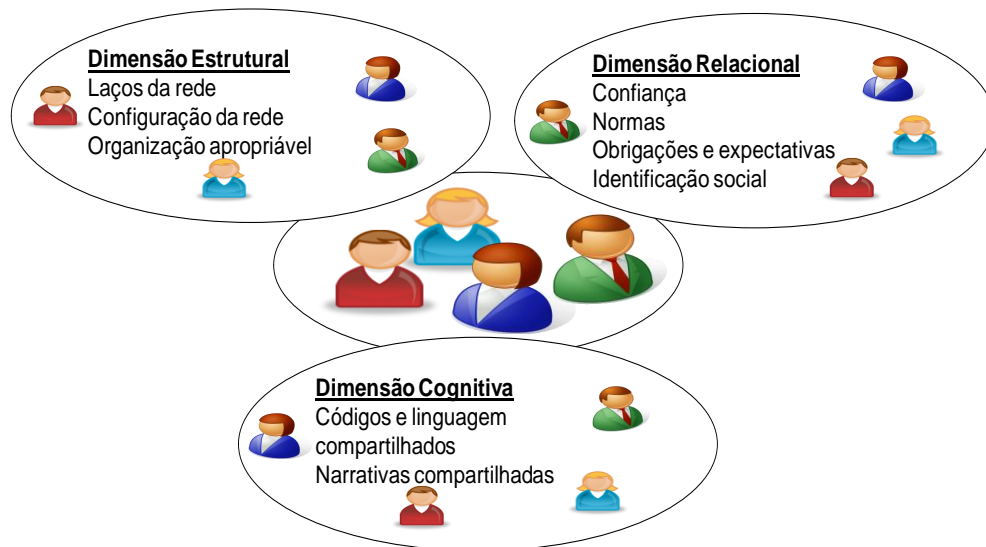 Dimensão Estrutural
Laços da rede
Configuração da rede
Organização apropriável
Dimensão Relacional
Confiança
Normas
Obrigações e expectativas
Identificação social
Dimensão Cognitiva
Códigos e linguagem
compartilhados
Narrativas compartilhadas